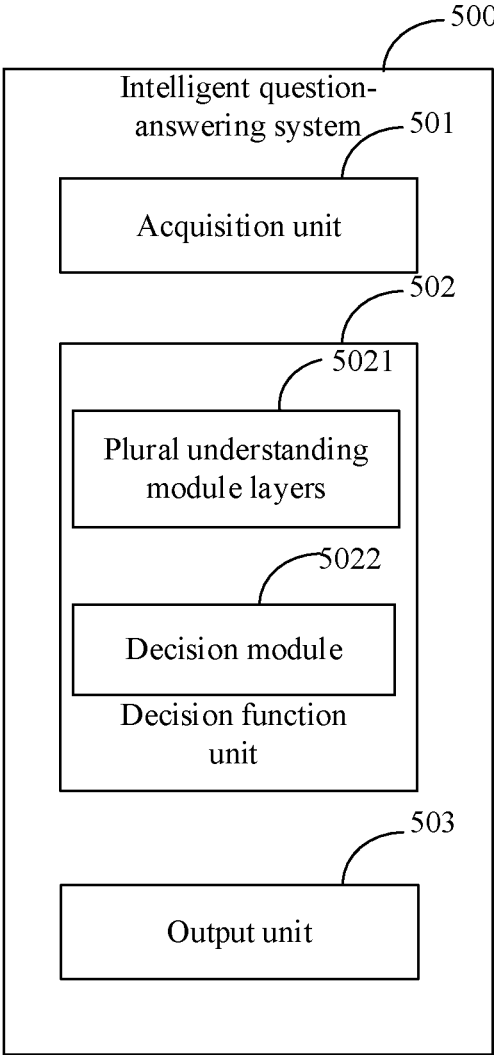 500
Intelligent question-
answering system
501
Acquisition unit
502
5021
Plural understanding
module layers
5022
Decision module
Decision function
unit
503
Output unit